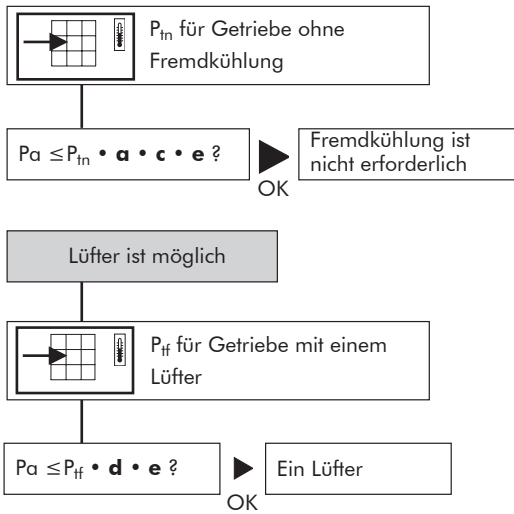 Ptn für Getriebe ohne
Fremdkühlung
Pa ≤Ptn • a • c • e ?
OK
Fremdkühlung ist
nicht erforderlich
Lüfter ist möglich
Ptf für Getriebe mit einem
Lüfter
Pa ≤Ptf • d • e ?
OK
Ein Lüfter